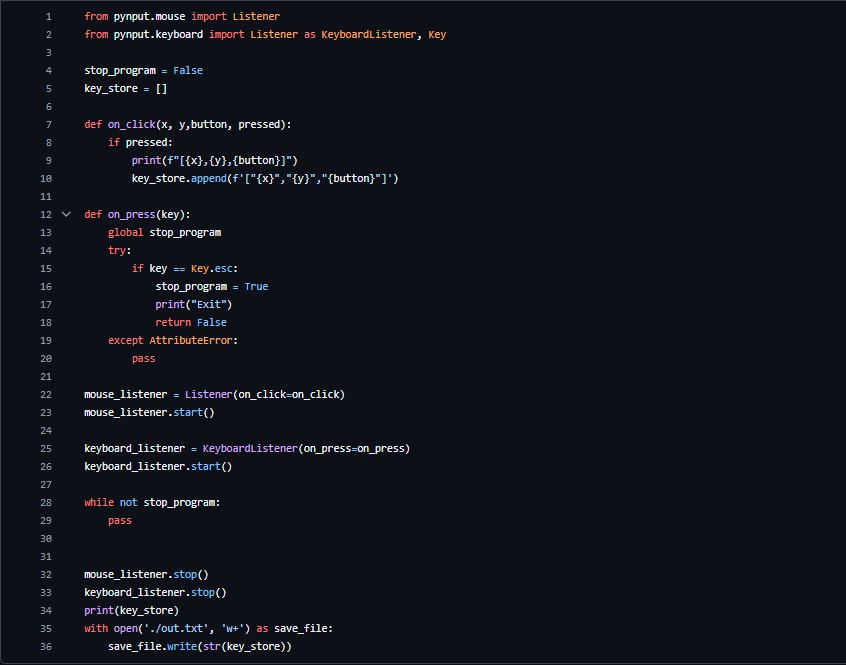 1 from pynput.mouse import Listener
2 from pynput.keyboard import Listener as KeyboardListener, Key
3
4 stop_program = False
5 key_store = []
6
7 def on_click(x, y,button, pressed):
8     if pressed:
9         print(f"[{x},{y},{button}]")
10         key_store.append(f'["{x}","{y}","{button}"]')
11
12 def on_press(key):
13     global stop_program
14     try:
15         if key == Key.esc:
16             stop_program = True
17             print("Exit")
18             return False
19     except AttributeError:
20         pass
21
22 mouse_listener = Listener(on_click=on_click)
23 mouse_listener.start()
24
25 keyboard_listener = KeyboardListener(on_press=on_press)
26 keyboard_listener.start()
27
28 while not stop_program:
29     pass
30
31
32 mouse_listener.stop()
33 keyboard_listener.stop()
34 print(key_store)
35 with open('./out.txt', 'w+') as save_file:
36     save_file.write(str(key_store))